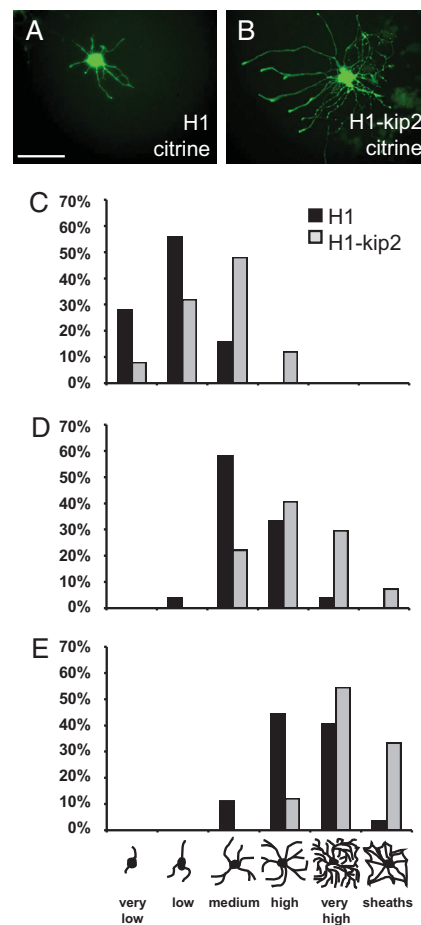 A
H1
citrine
B
H1-kip2
citrine
C
70%
60%
50%
40%
30%
20%
10%
0%
H1
H1-kip2
D
70%
60%
50%
40%
30%
20%
10%
0%
E
70%
60%
50%
40%
30%
20%
10%
0%
very low
low
medium
high
very high
sheaths